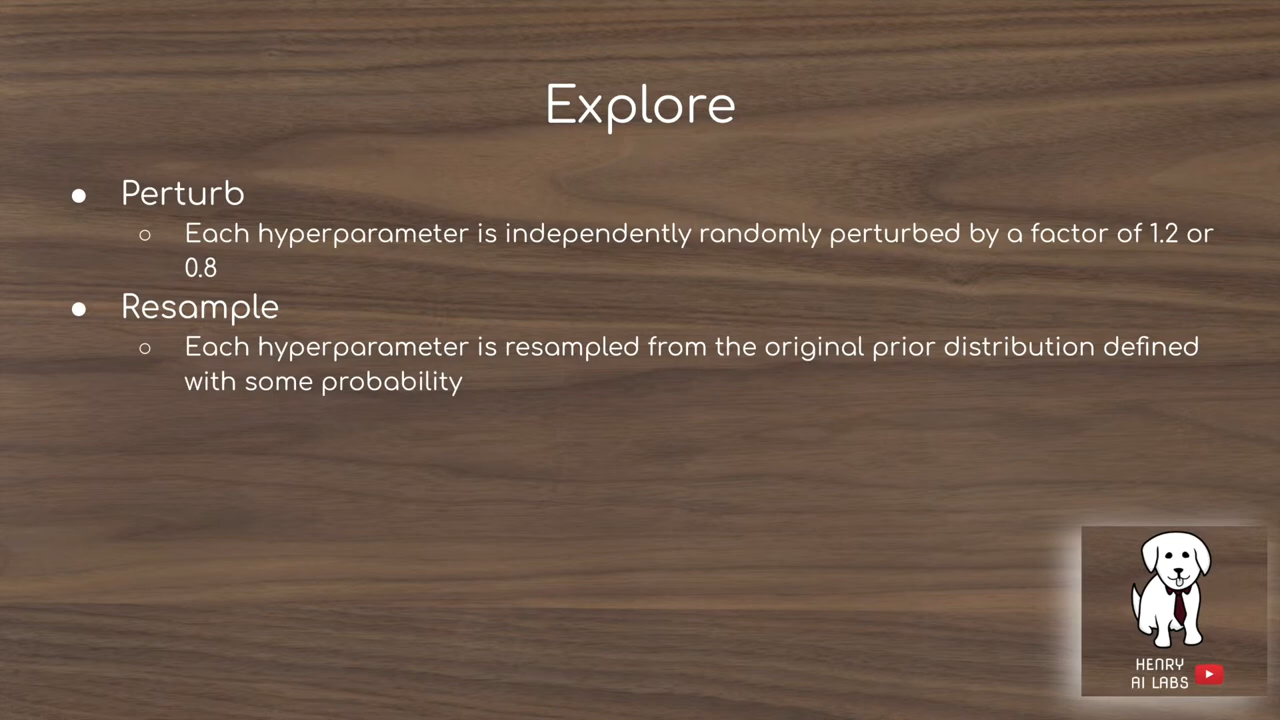 Explore
● Perturb
○ Each hyperparameter is independently randomly perturbed by a factor of 1.2 or
0.8
● Resample
○ Each hyperparameter is resampled from the original prior distribution defined
with some probability
HENRY
AI LABS